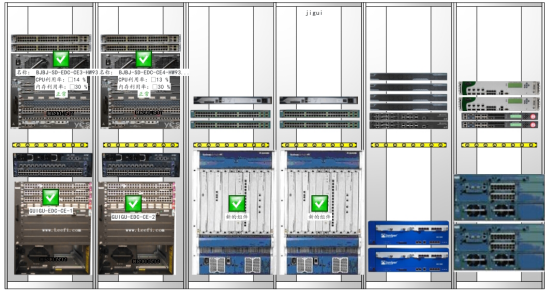 jigui
名称: BJBJ-SD-EDC-CE3-HW93
名称: BJBJ-SD-EDC-CE4-HW93
CPU利用率: 14 %
CPU利用率: 13 %
内存利用率: 30 %
内存利用率: 30 %
正常
正常
GUIGU-EDC-CE-1
GUIGU-EDC-CE-2
新的组件
新的组件
www.tooft.com
www.tooft.com